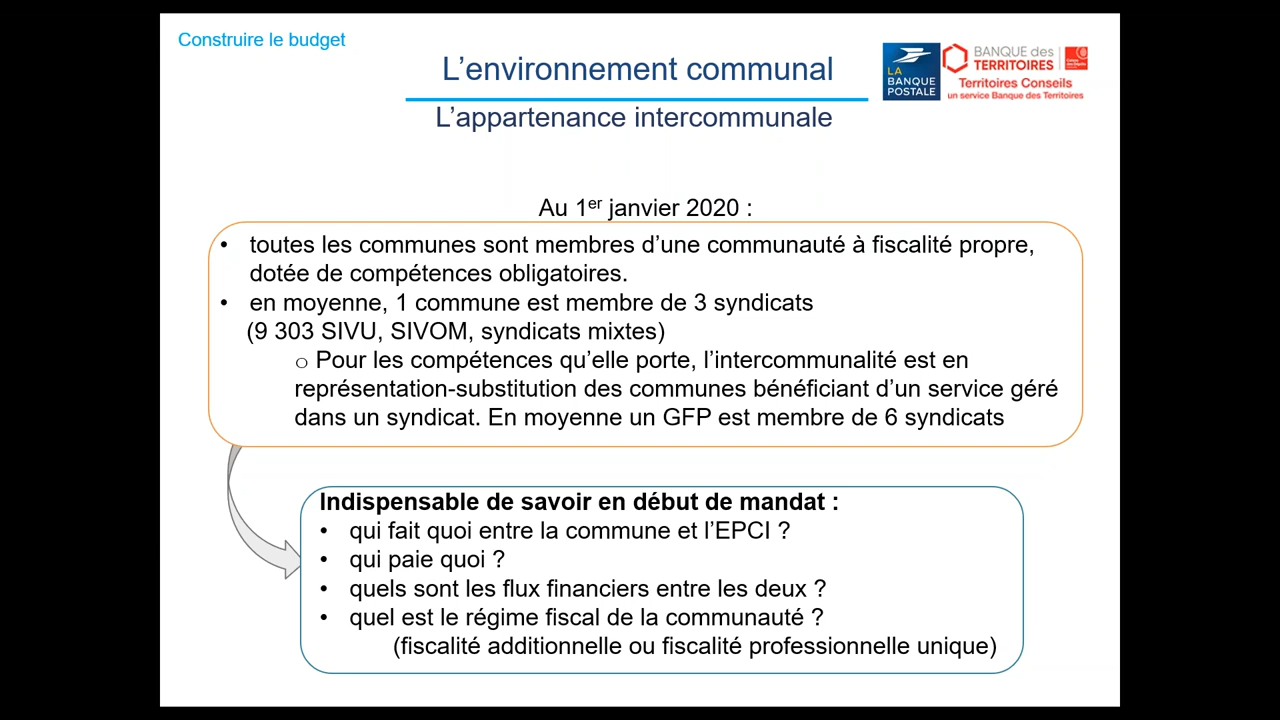 Construire le budget
L’environnement communal
L’appartenance intercommunale
LA
BANQUE
POSTALE
BANQUE des
TERRITOIRES
Territoires Conseils
un service Banque des Territoires
Au 1er janvier 2020 :
• toutes les communes sont membres d’une communauté à fiscalité propre,
dotée de compétences obligatoires.
• en moyenne, 1 commune est membre de 3 syndicats
(9 303 SIVU, SIVOM, syndicats mixtes)
o Pour les compétences qu’elle porte, l’intercommunalité est en
représentation-substitution des communes bénéficiant d’un service géré
dans un syndicat. En moyenne un GFP est membre de 6 syndicats
Indispensable de savoir en début de mandat :
• qui fait quoi entre la commune et l’EPCI ?
• qui paie quoi ?
• quels sont les flux financiers entre les deux ?
• quel est le régime fiscal de la communauté ?
(fiscalité additionnelle ou fiscalité professionnelle unique)